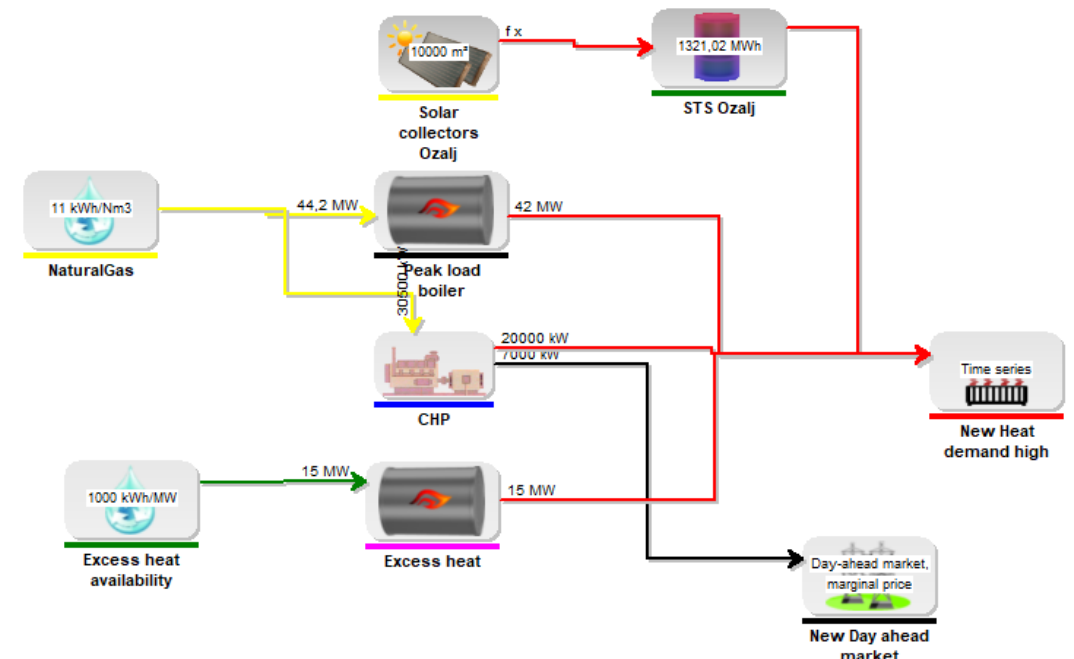 f x
10000 m²
1321,02 MWh
Solar
collectors
Ozalj
STS Ozalj
11 kWh/Nm3
44,2 MW
42 MW
NaturalGas
Peak load
boiler
30500 kW
20000 kW
7000 kW
CHP
Time series
New Heat
demand high
1000 kWh/MW
15 MW
15 MW
Excess heat
availability
Excess heat
Day-ahead market,
marginal price
New Day ahead
market